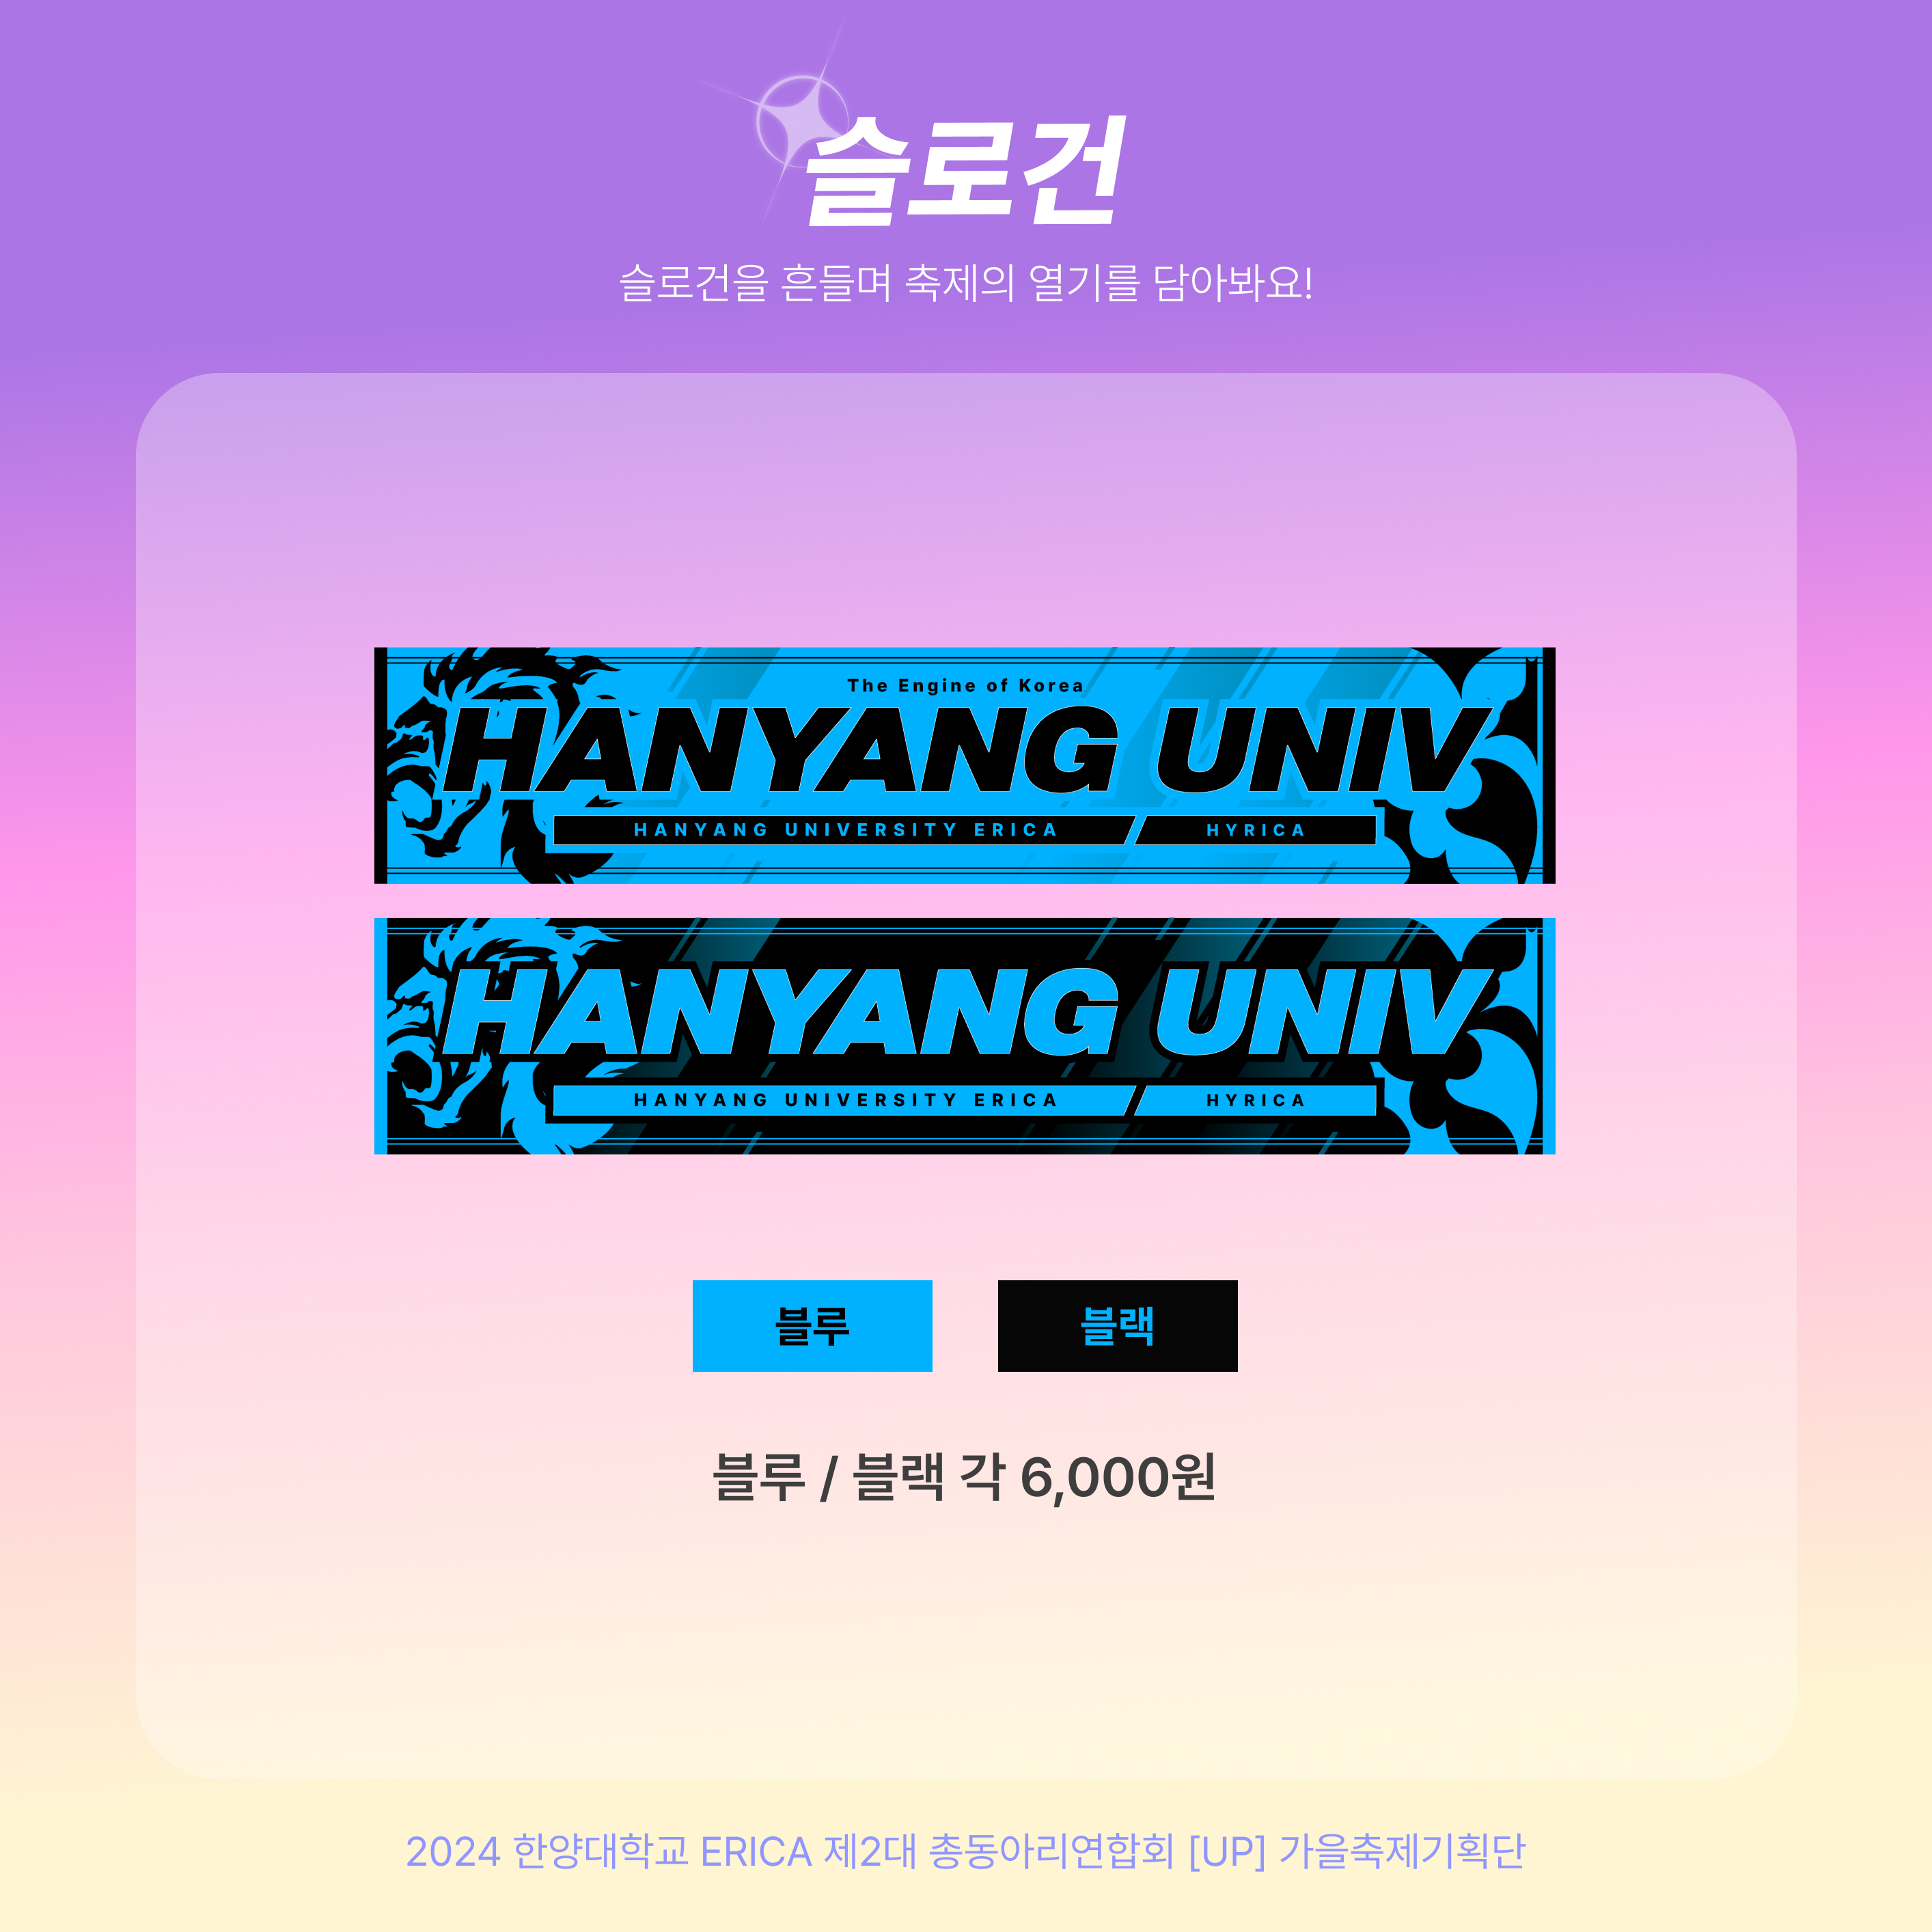 슬로건
슬로건을 흔들며 축제의 열기를 담아봐요!
The Engine of Korea
HANYANG UNIV
HANYANG UNIVERSITY ERICA
HYRICA
HANYANG UNIV
HANYANG UNIVERSITY ERICA
HYRICA
블루
블랙
블루 / 블랙 각 6,000원
2024 한양대학교 ERICA 제2대 총동아리연합회 [UP] 가을축제기획단